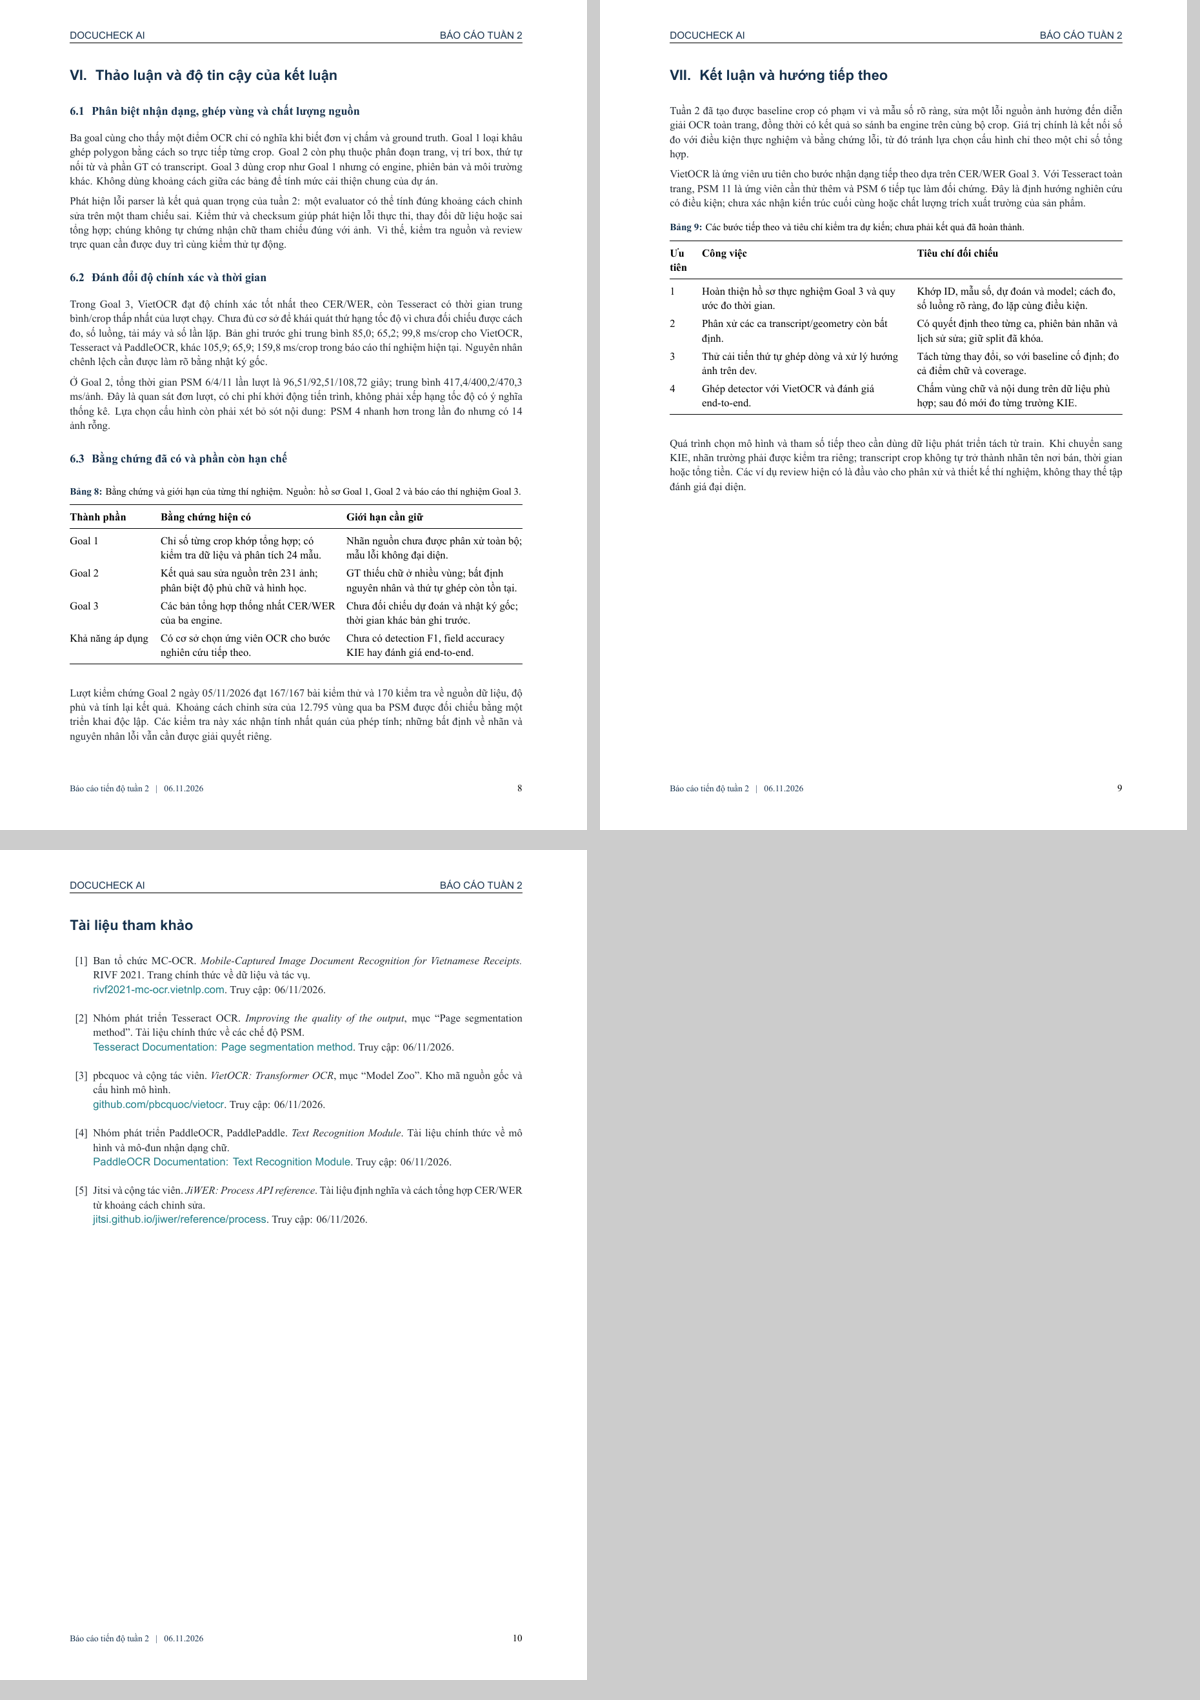 DOCUCHECK AI BÁO CÁO TUẦN 2
VI. Thảo luận và độ tin cậy của kết luận
6.1 Phân biệt nhận dạng, ghép vùng và chất lượng nguồn
Ba goal cùng cho thấy một điểm OCR chỉ có nghĩa khi biết đơn vị chấm và ground truth. Goal 1 loại khâu
ghép polygon bằng cách so trực tiếp từng crop. Goal 2 còn phụ thuộc phân đoạn trang, vị trí box, thứ tự
nối từ và phần GT có transcript. Goal 3 dùng crop như Goal 1 nhưng có engine, phiên bản và môi trường
khác. Không dùng khoảng cách giữa các bảng để tính mức cải thiện chung của dự án.
Phát hiện lỗi parser là kết quả quan trọng của tuần 2: một evaluator có thể tính đúng khoảng cách chỉnh
sửa trên một tham chiếu sai. Kiểm thử và checksum giúp phát hiện lỗi thực thi, thay đổi dữ liệu hoặc sai
tổng hợp; chúng không tự chứng nhận chữ tham chiếu đúng với ảnh. Vì thế, kiểm tra nguồn và review
trực quan cần được duy trì cùng kiểm thử tự động.
6.2 Đánh đổi độ chính xác và thời gian
Trong Goal 3, VietOCR đạt độ chính xác tốt nhất theo CER/WER, còn Tesseract có thời gian trung
bình/crop thấp nhất của lượt chạy. Chưa đủ cơ sở để khái quát thứ hạng tốc độ vì chưa đối chiếu được cách
đo, số luồng, tải máy và số lần lặp. Bản ghi trước ghi trung bình 85,0; 65,2; 99,8 ms/crop cho VietOCR,
Tesseract và PaddleOCR, khác 105,9; 65,9; 159,8 ms/crop trong báo cáo thí nghiệm hiện tại. Nguyên nhân
chênh lệch cần được làm rõ bằng nhật ký gốc.
Ở Goal 2, tổng thời gian PSM 6/4/11 lần lượt là 96,51/92,51/108,72 giây; trung bình 417,4/400,2/470,3
ms/ảnh. Đây là quan sát đơn lượt, có chi phí khởi động tiến trình, không phải xếp hạng tốc độ có ý nghĩa
thống kê. Lựa chọn cấu hình còn phải xét bỏ sót nội dung: PSM 4 nhanh hơn trong lần đo nhưng có 14
ảnh rỗng.
6.3 Bằng chứng đã có và phần còn hạn chế
Bảng 8: Bằng chứng và giới hạn của từng thí nghiệm. Nguồn: hồ sơ Goal 1, Goal 2 và báo cáo thí nghiệm Goal 3.
Thành phần Bằng chứng hiện có Giới hạn cần giữ
Goal 1 Chỉ số từng crop khớp tổng hợp; có Nhãn nguồn chưa được phân xử toàn bộ;
kiểm tra dữ liệu và phân tích 24 mẫu. mẫu lỗi không đại diện.
Goal 2 Kết quả sau sửa nguồn trên 231 ảnh; GT thiếu chữ ở nhiều vùng; bất định
phân biệt độ phủ chữ và hình học. nguyên nhân và thứ tự ghép còn tồn tại.
Goal 3 Các bản tổng hợp thống nhất CER/WER Chưa đối chiếu dự đoán và nhật ký gốc;
của ba engine. thời gian khác bản ghi trước.
Khả năng áp dụng Có cơ sở chọn ứng viên OCR cho bước Chưa có detection F1, field accuracy
nghiên cứu tiếp theo. KIE hay đánh giá end-to-end.
Lượt kiểm chứng Goal 2 ngày 05/11/2026 đạt 167/167 bài kiểm thử và 170 kiểm tra về nguồn dữ liệu, độ
phủ và tính lại kết quả. Khoảng cách chỉnh sửa của 12.795 vùng qua ba PSM được đối chiếu bằng một
triển khai độc lập. Các kiểm tra này xác nhận tính nhất quán của phép tính; những bất định về nhãn và
nguyên nhân lỗi vẫn cần được giải quyết riêng.
Báo cáo tiến độ tuần 2 | 06.11.2026 8
DOCUCHECK AI BÁO CÁO TUẦN 2
VII. Kết luận và hướng tiếp theo
Tuần 2 đã tạo được baseline crop có phạm vi và mẫu số rõ ràng, sửa một lỗi nguồn ảnh hưởng đến diễn
giải OCR toàn trang, đồng thời có kết quả so sánh ba engine trên cùng bộ crop. Giá trị chính là kết nối số
đo với điều kiện thực nghiệm và bằng chứng lỗi, từ đó tránh lựa chọn cấu hình chỉ theo một chỉ số tổng
hợp.
VietOCR là ứng viên ưu tiên cho bước nhận dạng tiếp theo dựa trên CER/WER Goal 3. Với Tesseract toàn
trang, PSM 11 là ứng viên cần thử thêm và PSM 6 tiếp tục làm đối chứng. Đây là định hướng nghiên cứu
có điều kiện; chưa xác nhận kiến trúc cuối cùng hoặc chất lượng trích xuất trường của sản phẩm.
Bảng 9: Các bước tiếp theo và tiêu chí kiểm tra dự kiến; chưa phải kết quả đã hoàn thành.
Ưu Công việc Tiêu chí đối chiếu
tiên
1 Hoàn thiện hồ sơ thực nghiệm Goal 3 và quy Khớp ID, mẫu số, dự đoán và model; cách đo,
ước đo thời gian. số luồng rõ ràng, đo lặp cùng điều kiện.
2 Phân xử các ca transcript/geometry còn bất Có quyết định theo từng ca, phiên bản nhãn và
định. lịch sử sửa; giữ split đã khóa.
3 Thử cải tiến thứ tự ghép dòng và xử lý hướng Tách từng thay đổi, so với baseline cố định; đo
ảnh trên dev. cả điểm chữ và coverage.
4 Ghép detector với VietOCR và đánh giá Chấm vùng chữ và nội dung trên dữ liệu phù
end-to-end. hợp; sau đó mới đo từng trường KIE.
Quá trình chọn mô hình và tham số tiếp theo cần dùng dữ liệu phát triển tách từ train. Khi chuyển sang
KIE, nhãn trường phải được kiểm tra riêng; transcript crop không tự trở thành nhãn tên nơi bán, thời gian
hoặc tổng tiền. Các ví dụ review hiện có là đầu vào cho phân xử và thiết kế thí nghiệm, không thay thế tập
đánh giá đại diện.
Báo cáo tiến độ tuần 2 | 06.11.2026 9
DOCUCHECK AI BÁO CÁO TUẦN 2
Tài liệu tham khảo
[1] Ban tổ chức MC-OCR. Mobile-Captured Image Document Recognition for Vietnamese Receipts.
RIVF 2021. Trang chính thức về dữ liệu và tác vụ.
rivf2021-mc-ocr.vietnlp.com. Truy cập: 06/11/2026.
[2] Nhóm phát triển Tesseract OCR. Improving the quality of the output, mục “Page segmentation
method”. Tài liệu chính thức về các chế độ PSM.
Tesseract Documentation: Page segmentation method. Truy cập: 06/11/2026.
[3] pbcquoc và cộng tác viên. VietOCR: Transformer OCR, mục “Model Zoo”. Kho mã nguồn gốc và
cấu hình mô hình.
github.com/pbcquoc/vietocr. Truy cập: 06/11/2026.
[4] Nhóm phát triển PaddleOCR, PaddlePaddle. Text Recognition Module. Tài liệu chính thức về mô
hình và mô-đun nhận dạng chữ.
PaddleOCR Documentation: Text Recognition Module. Truy cập: 06/11/2026.
[5] Jitsi và cộng tác viên. JiWER: Process API reference. Tài liệu định nghĩa và cách tổng hợp CER/WER
từ khoảng cách chỉnh sửa.
jitsi.github.io/jiwer/reference/process. Truy cập: 06/11/2026.
Báo cáo tiến độ tuần 2 | 06.11.2026 10